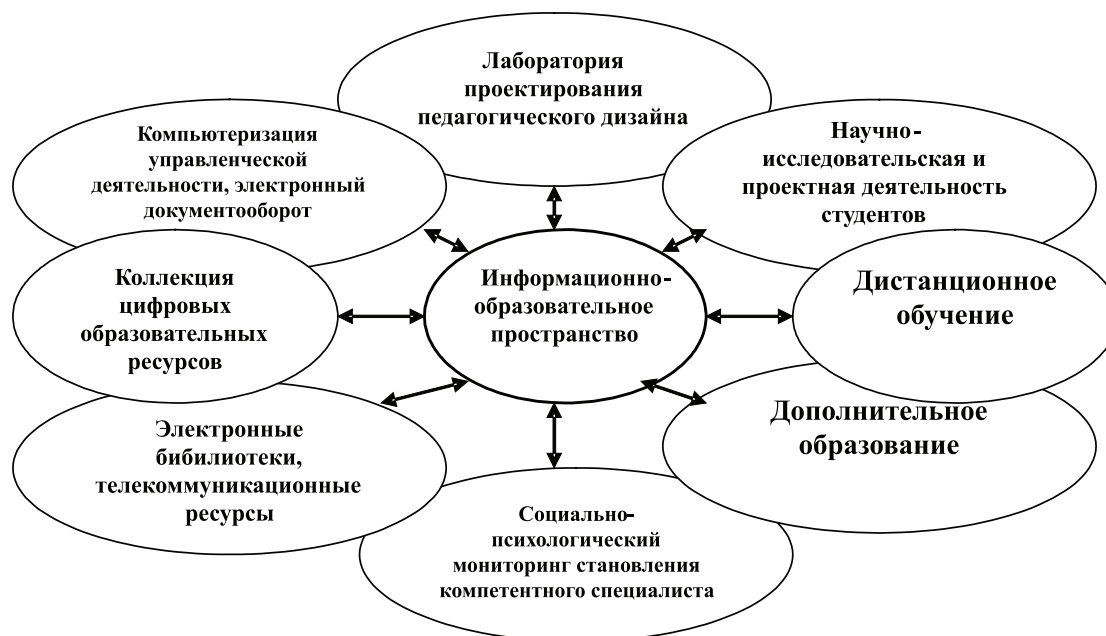 Лаборатория
проектирования
педагогического дизайна
Компьютеризация
управленческой
деятельности, электронный
документооборот
Научно-
исследовательская и
проектная деятельность
студентов
Коллекция
цифровых
образовательных
ресурсов
Информационно-
образовательное
пространство
Дистанционное
обучение
Электронные
бибилиотеки,
телекоммуникационные
ресурсы
Дополнительное
образование
Социально-
психологический
мониторинг становления
компетентного специалиста